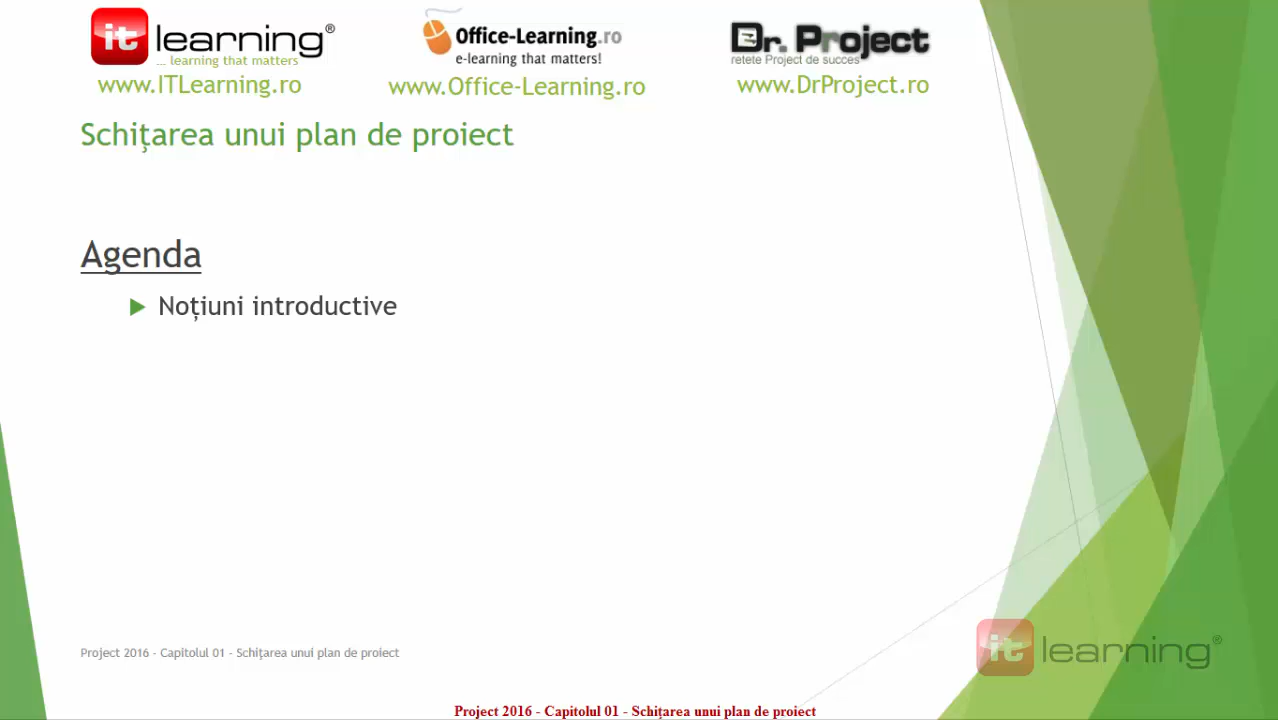 it learning®
... learning that matters
www.ITLearning.ro
Office-Learning.ro
e-learning that matters!
www.Office-Learning.ro
Dr. Project
retete Project de succes
www.DrProject.ro
Schițarea unui plan de proiect
Agenda
Noțiuni introductive
Project 2016 - Capitolul 01 - Schițarea unui plan de proiect
it learning®
Project 2016 - Capitolul 01 - Schițarea unui plan de proiect